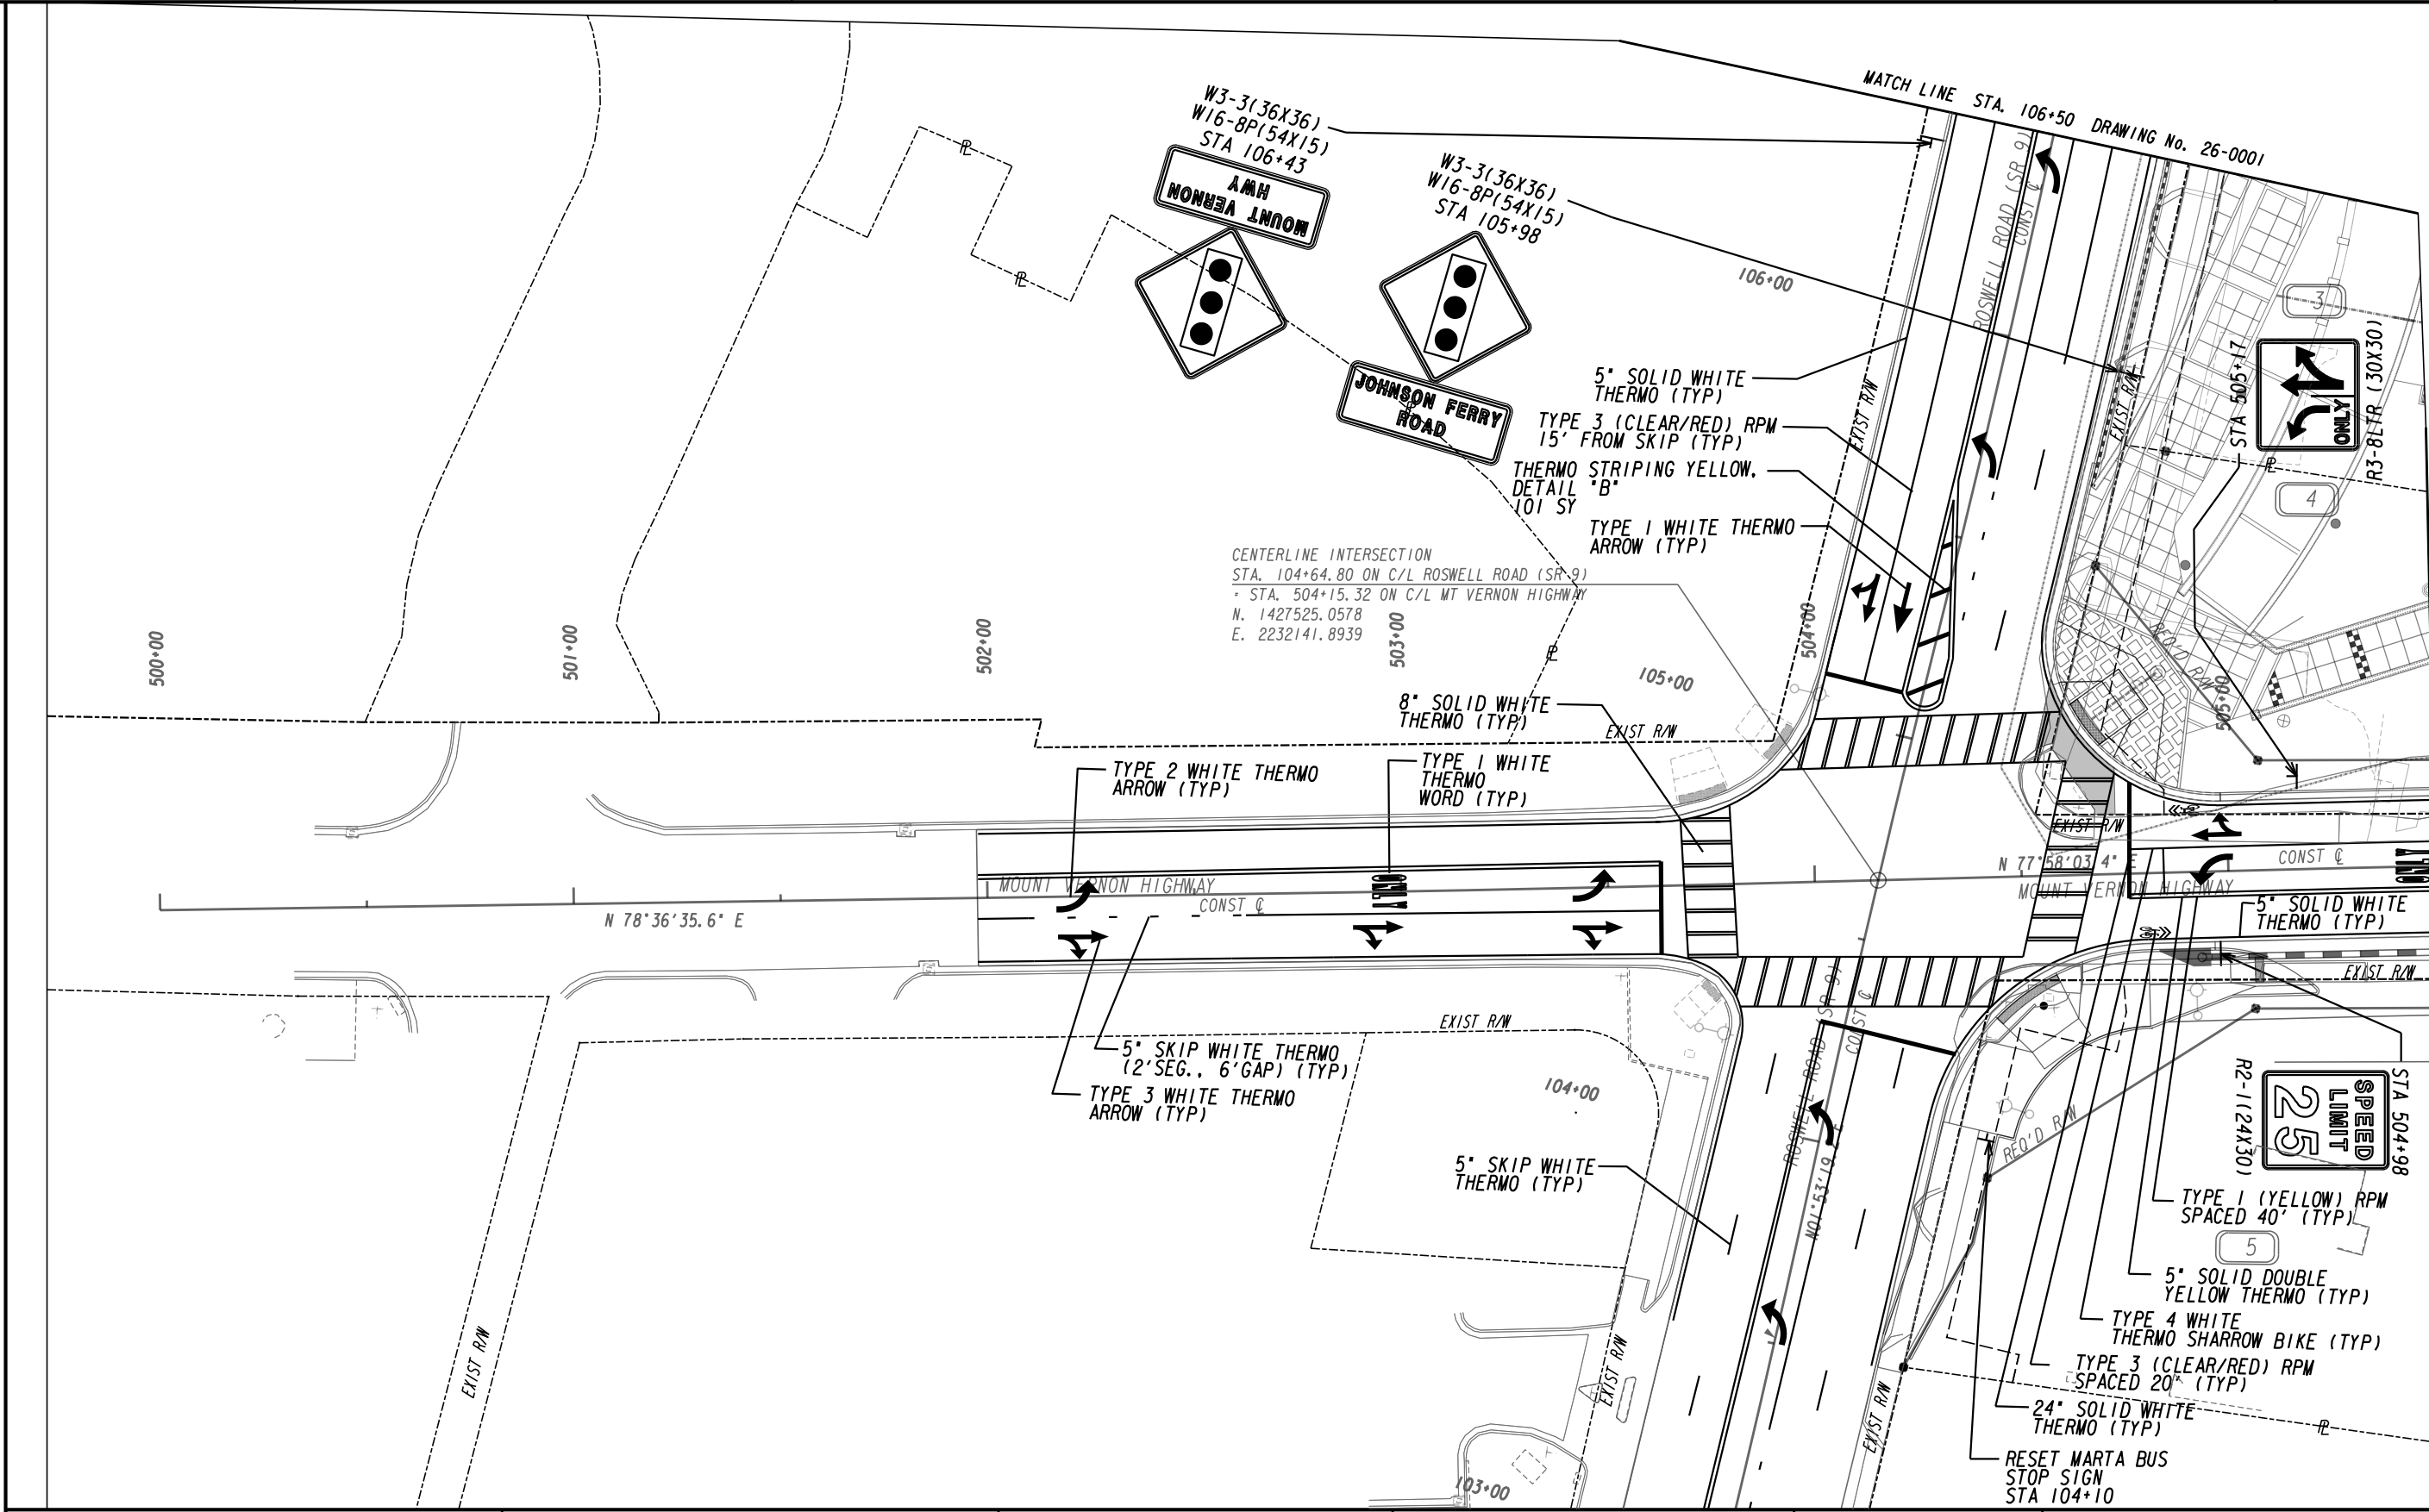 MATCH LINE STA. 106+50 DRAWING No. 26-0001
W3-3(36X36)
W16-8P(54X15)
STA 106+43
MOUNT VERNON
HWY
W3-3(36X36)
W16-8P(54X15)
STA 105+98
JOHNSON FERRY
ROAD
106+00
ROSWELL ROAD (SR 9)
CONST ℄
3
STA 505+17
ONLY
R3-8LTR (30X30)
4
EXIST R/W
EXIST R/W
5" SOLID WHITE
THERMO (TYP)
TYPE 3 (CLEAR/RED) RPM
15' FROM SKIP (TYP)
THERMO STRIPING YELLOW,
DETAIL "B"
101 SY
TYPE 1 WHITE THERMO
ARROW (TYP)
CENTERLINE INTERSECTION
STA. 104+64.80 ON C/L ROSWELL ROAD (SR 9)
= STA. 504+15.32 ON C/L MT VERNON HIGHWAY
N. 1427525.0578
E. 2232141.8939
500+00
501+00
502+00
503+00
504+00
505+00
105+00
REQ'D R/W
8" SOLID WHITE
THERMO (TYP)
EXIST R/W
TYPE 2 WHITE THERMO
ARROW (TYP)
TYPE 1 WHITE
THERMO
WORD (TYP)
EXIST R/W
N 77°58'03.4" E
CONST ℄
MOUNT VERNON HIGHWAY
ONLY
MOUNT VERNON HIGHWAY
CONST ℄
ONLY
N 78°36'35.6" E
5" SOLID WHITE
THERMO (TYP)
EXIST R/W
EXIST R/W
5" SKIP WHITE THERMO
(2'SEG., 6'GAP) (TYP)
TYPE 3 WHITE THERMO
ARROW (TYP)
104+00
ROSWELL ROAD (SR 9)
CONST ℄
N01°53'19.2" E
REQ'D R/W
STA 504+98
SPEED
LIMIT
25
R2-1(24X30)
5" SKIP WHITE
THERMO (TYP)
TYPE 1 (YELLOW) RPM
SPACED 40' (TYP)
5
5" SOLID DOUBLE
YELLOW THERMO (TYP)
TYPE 4 WHITE
THERMO SHARROW BIKE (TYP)
TYPE 3 (CLEAR/RED) RPM
SPACED 20' (TYP)
24" SOLID WHITE
THERMO (TYP)
RESET MARTA BUS
STOP SIGN
STA 104+10
EXIST R/W
EXIST R/W
EXIST R/W
103+00